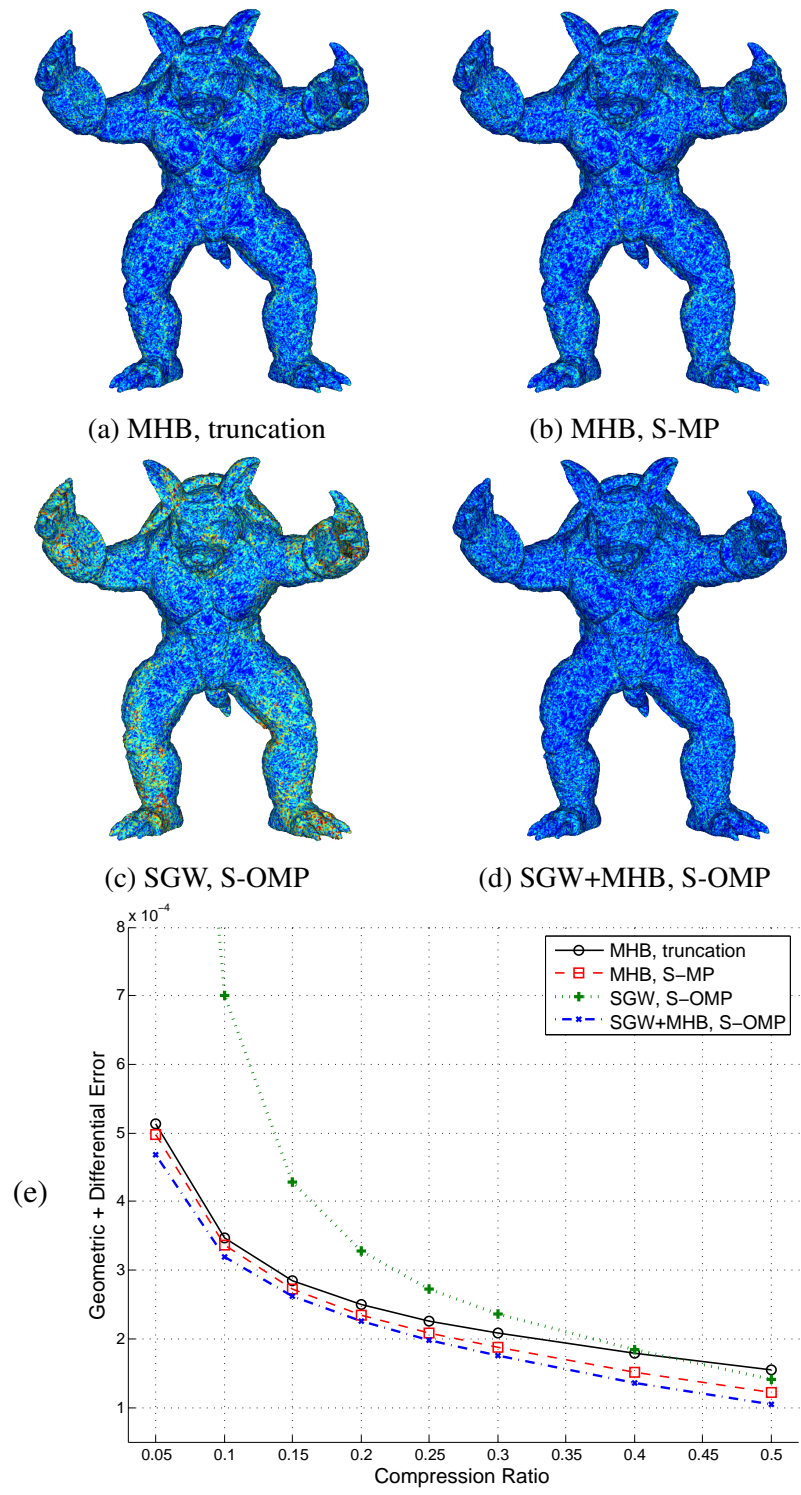 (a) MHB, truncation
(b) MHB, S-MP
(c) SGW, S-OMP
(d) SGW+MHB, S-OMP
x 10⁻⁴
8
7
6
5
4
3
2
1
Geometric + Differential Error
(e)
MHB, truncation
MHB, S−MP
SGW, S−OMP
SGW+MHB, S−OMP
0.05 0.1 0.15 0.2 0.25 0.3 0.35 0.4 0.45 0.5
Compression Ratio